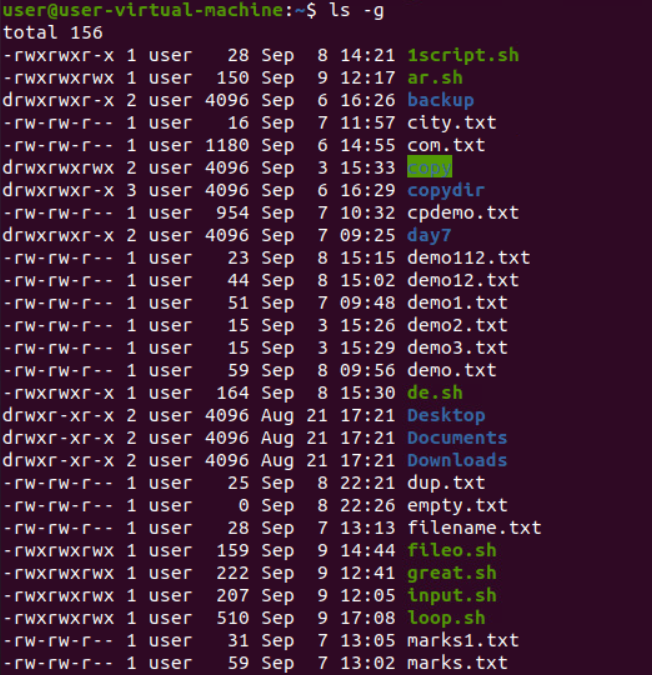 user@user-virtual-machine:~$ ls -g
total 156
-rwxrwxr-x 1 user   28 Sep  8 14:21 1script.sh
-rwxrwxrwx 1 user  150 Sep  9 12:17 ar.sh
drwxrwxr-x 2 user 4096 Sep  6 16:26 backup
-rw-rw-r-- 1 user   16 Sep  7 11:57 city.txt
-rw-rw-r-- 1 user 1180 Sep  6 14:55 com.txt
drwxrwxrwx 2 user 4096 Sep  3 15:33 copy
drwxrwxr-x 3 user 4096 Sep  6 16:29 copydir
-rw-rw-r-- 1 user  954 Sep  7 10:32 cpdemo.txt
drwxrwxr-x 2 user 4096 Sep  7 09:25 day7
-rw-rw-r-- 1 user   23 Sep  8 15:15 demo112.txt
-rw-rw-r-- 1 user   44 Sep  8 15:02 demo12.txt
-rw-rw-r-- 1 user   51 Sep  7 09:48 demo1.txt
-rw-rw-r-- 1 user   15 Sep  3 15:26 demo2.txt
-rw-rw-r-- 1 user   15 Sep  3 15:29 demo3.txt
-rw-rw-r-- 1 user   59 Sep  8 09:56 demo.txt
-rwxrwxr-x 1 user  164 Sep  8 15:30 de.sh
drwxr-xr-x 2 user 4096 Aug 21 17:21 Desktop
drwxr-xr-x 2 user 4096 Aug 21 17:21 Documents
drwxr-xr-x 2 user 4096 Aug 21 17:21 Downloads
-rw-rw-r-- 1 user   25 Sep  8 22:21 dup.txt
-rw-rw-r-- 1 user    0 Sep  8 22:26 empty.txt
-rw-rw-r-- 1 user   28 Sep  7 13:13 filename.txt
-rwxrwxrwx 1 user  159 Sep  9 14:44 fileo.sh
-rwxrwxrwx 1 user  222 Sep  9 12:41 great.sh
-rwxrwxrwx 1 user  207 Sep  9 12:05 input.sh
-rwxrwxrwx 1 user  510 Sep  9 17:08 loop.sh
-rw-rw-r-- 1 user   31 Sep  7 13:05 marks1.txt
-rw-rw-r-- 1 user   59 Sep  7 13:02 marks.txt